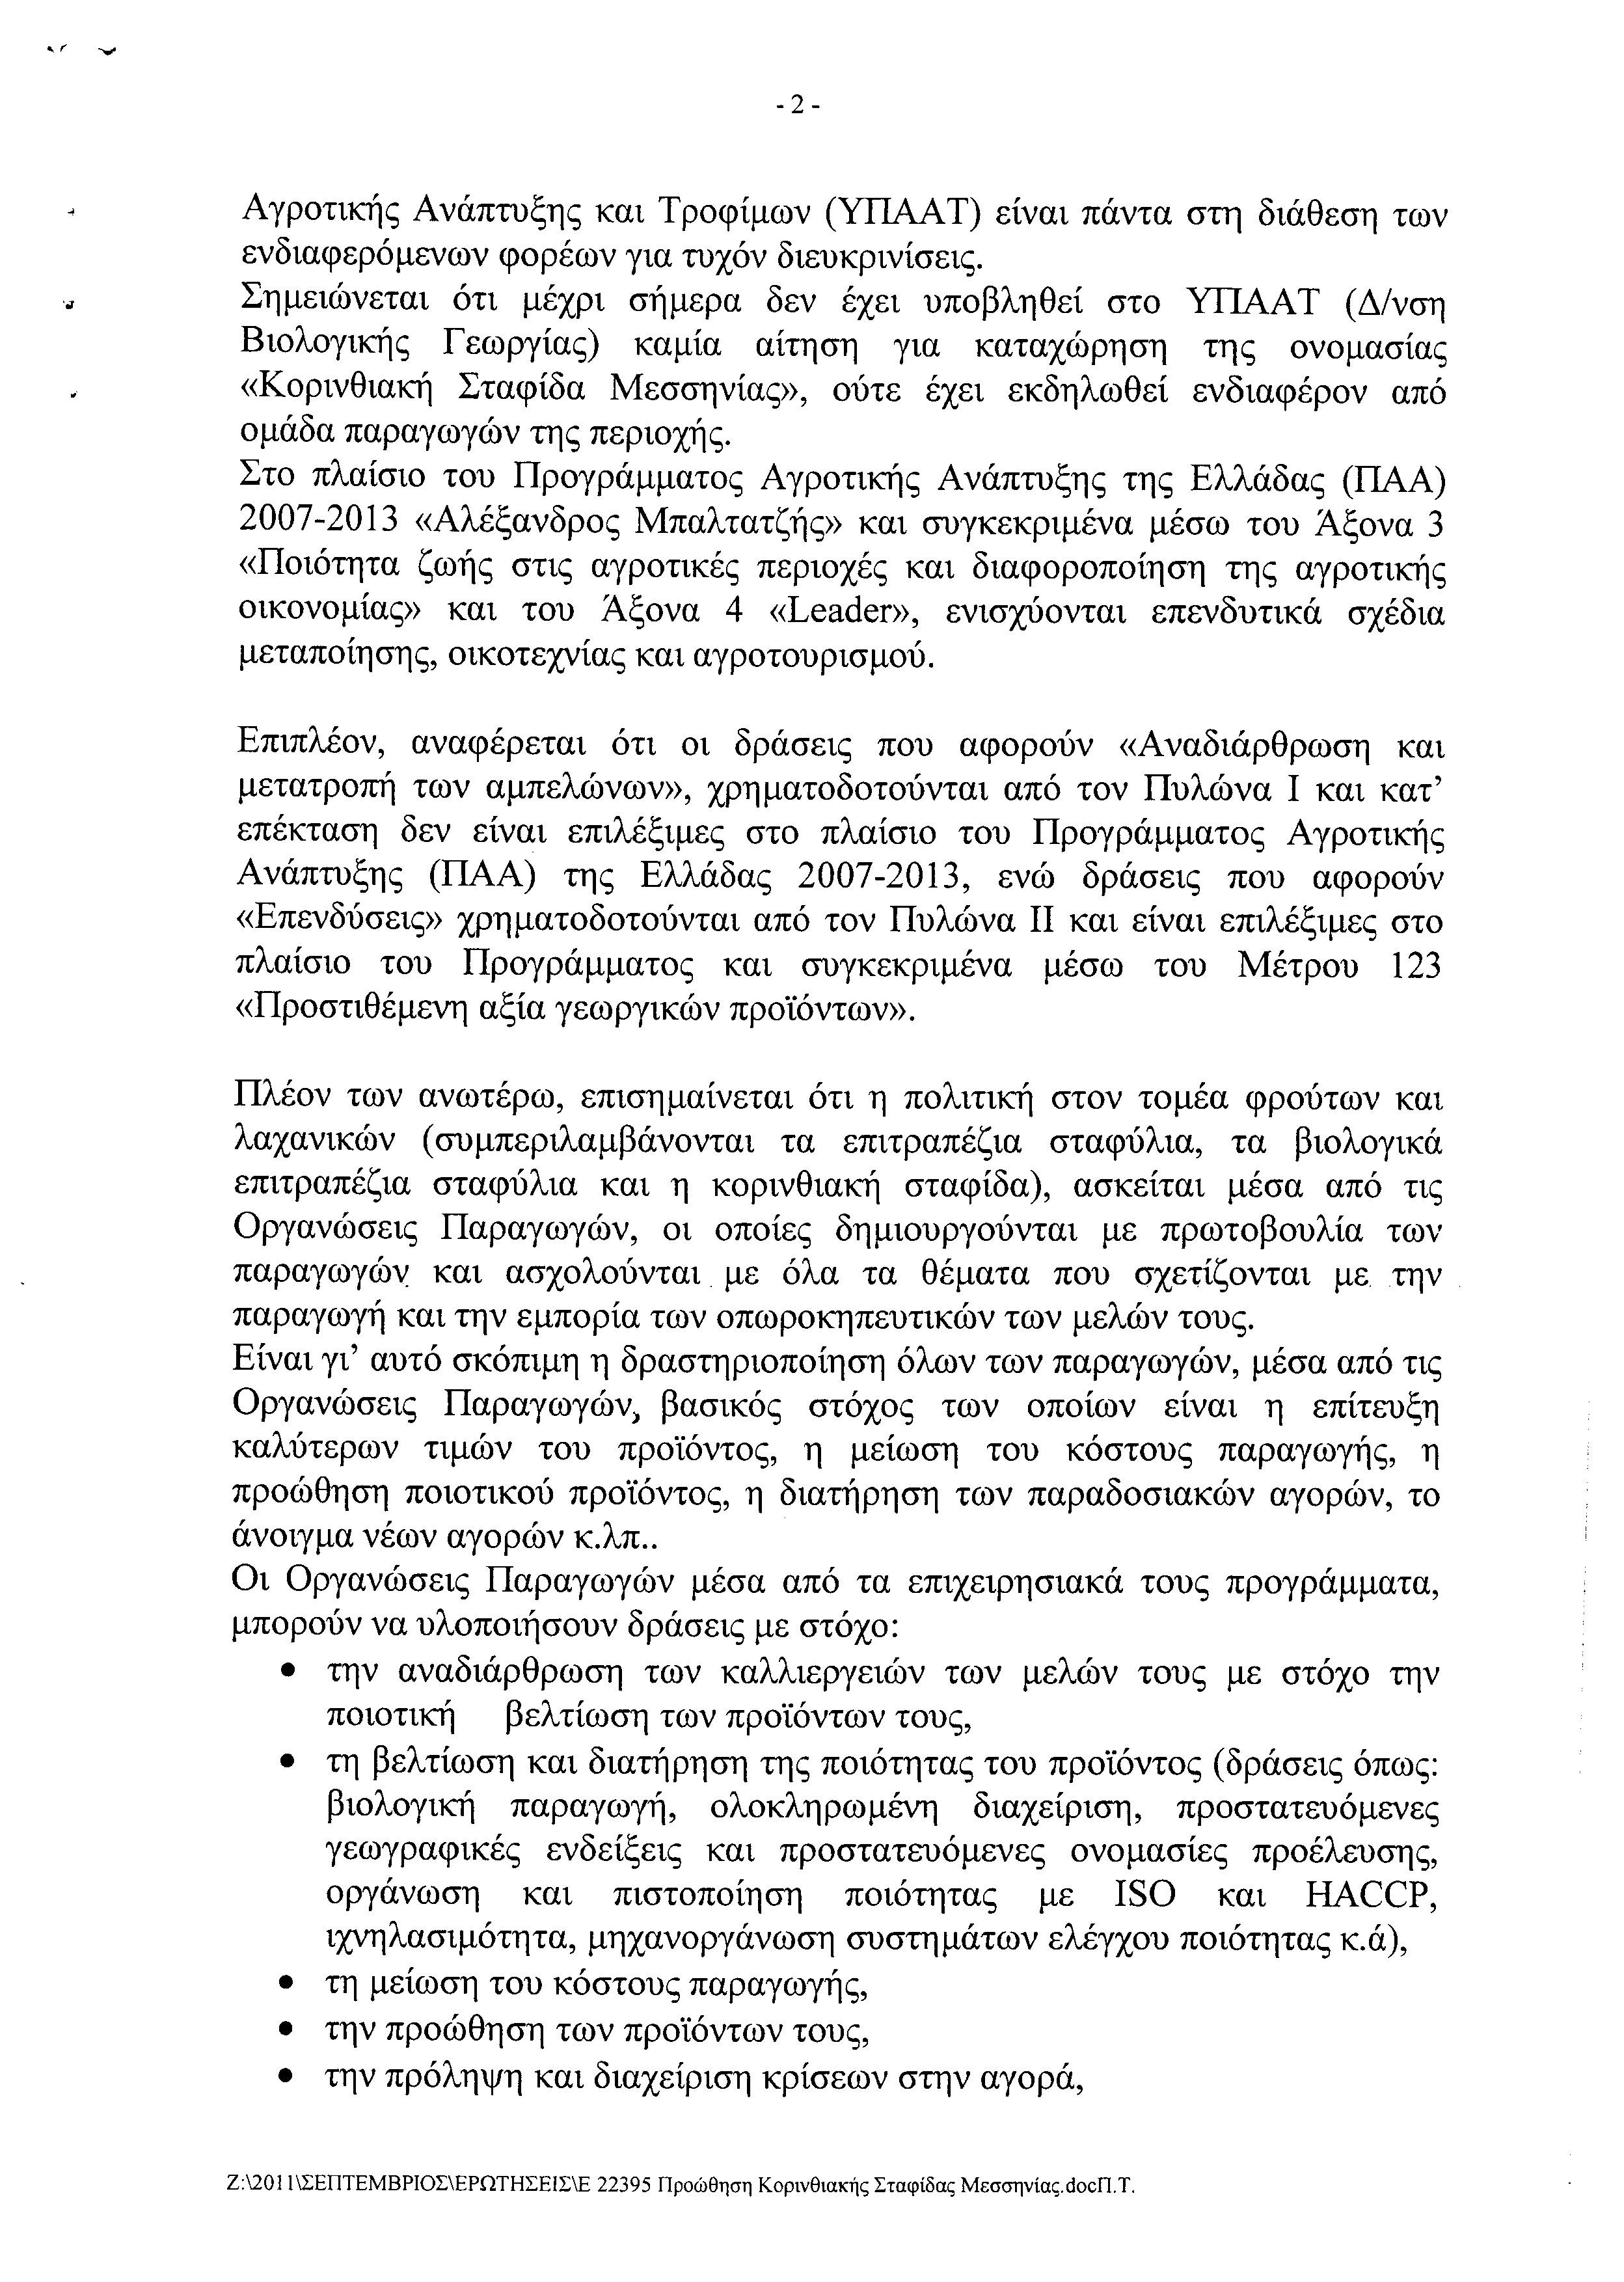 - 2 -
Αγροτικής Ανάπτυξης και Τροφίμων (ΥΠΑΑΤ) είναι πάντα στη διάθεση των
ενδιαφερόμενων φορέων για τυχόν διευκρινίσεις.
Σημειώνεται ότι μέχρι σήμερα δεν έχει υποβληθεί στο ΥΠΑΑΤ (Δ/νση
Βιολογικής Γεωργίας) καμία αίτηση για καταχώρηση της ονομασίας
«Κορινθιακή Σταφίδα Μεσσηνίας», ούτε έχει εκδηλωθεί ενδιαφέρον από
ομάδα παραγωγών της περιοχής.
Στο πλαίσιο του Προγράμματος Αγροτικής Ανάπτυξης της Ελλάδας (ΠΑΑ)
2007-2013 «Αλέξανδρος Μπαλτατζής» και συγκεκριμένα μέσω του Άξονα 3
«Ποιότητα ζωής στις αγροτικές περιοχές και διαφοροποίηση της αγροτικής
οικονομίας» και του Άξονα 4 «Leader», ενισχύονται επενδυτικά σχέδια
μεταποίησης, οικοτεχνίας και αγροτουρισμού.
Επιπλέον, αναφέρεται ότι οι δράσεις που αφορούν «Αναδιάρθρωση και
μετατροπή των αμπελώνων», χρηματοδοτούνται από τον Πυλώνα Ι και κατ’
επέκταση δεν είναι επιλέξιμες στο πλαίσιο του Προγράμματος Αγροτικής
Ανάπτυξης (ΠΑΑ) της Ελλάδας 2007-2013, ενώ δράσεις που αφορούν
«Επενδύσεις» χρηματοδοτούνται από τον Πυλώνα ΙΙ και είναι επιλέξιμες στο
πλαίσιο του Προγράμματος και συγκεκριμένα μέσω του Μέτρου 123
«Προστιθέμενη αξία γεωργικών προϊόντων».
Πλέον των ανωτέρω, επισημαίνεται ότι η πολιτική στον τομέα φρούτων και
λαχανικών (συμπεριλαμβάνονται τα επιτραπέζια σταφύλια, τα βιολογικά
επιτραπέζια σταφύλια και η κορινθιακή σταφίδα), ασκείται μέσα από τις
Οργανώσεις Παραγωγών, οι οποίες δημιουργούνται με πρωτοβουλία των
παραγωγών και ασχολούνται με όλα τα θέματα που σχετίζονται με την
παραγωγή και την εμπορία των οπωροκηπευτικών των μελών τους.
Είναι γι’ αυτό σκόπιμη η δραστηριοποίηση όλων των παραγωγών, μέσα από τις
Οργανώσεις Παραγωγών, βασικός στόχος των οποίων είναι η επίτευξη
καλύτερων τιμών του προϊόντος, η μείωση του κόστους παραγωγής, η
προώθηση ποιοτικού προϊόντος, η διατήρηση των παραδοσιακών αγορών, το
άνοιγμα νέων αγορών κ.λπ..
Οι Οργανώσεις Παραγωγών μέσα από τα επιχειρησιακά τους προγράμματα,
μπορούν να υλοποιήσουν δράσεις με στόχο:
• την αναδιάρθρωση των καλλιεργειών των μελών τους με στόχο την
ποιοτική βελτίωση των προϊόντων τους,
• τη βελτίωση και διατήρηση της ποιότητας του προϊόντος (δράσεις όπως:
βιολογική παραγωγή, ολοκληρωμένη διαχείριση, προστατευόμενες
γεωγραφικές ενδείξεις και προστατευόμενες ονομασίες προέλευσης,
οργάνωση και πιστοποίηση ποιότητας με ISO και HACCP,
ιχνηλασιμότητα, μηχανοργάνωση συστημάτων ελέγχου ποιότητας κ.ά),
• τη μείωση του κόστους παραγωγής,
• την προώθηση των προϊόντων τους,
• την πρόληψη και διαχείριση κρίσεων στην αγορά,
Z:\2011\ΣΕΠΤΕΜΒΡΙΟΣ\ΕΡΩΤΗΣΕΙΣ\Ε 22395 Προώθηση Κορινθιακής Σταφίδας Μεσσηνίας.docΠ.Τ.